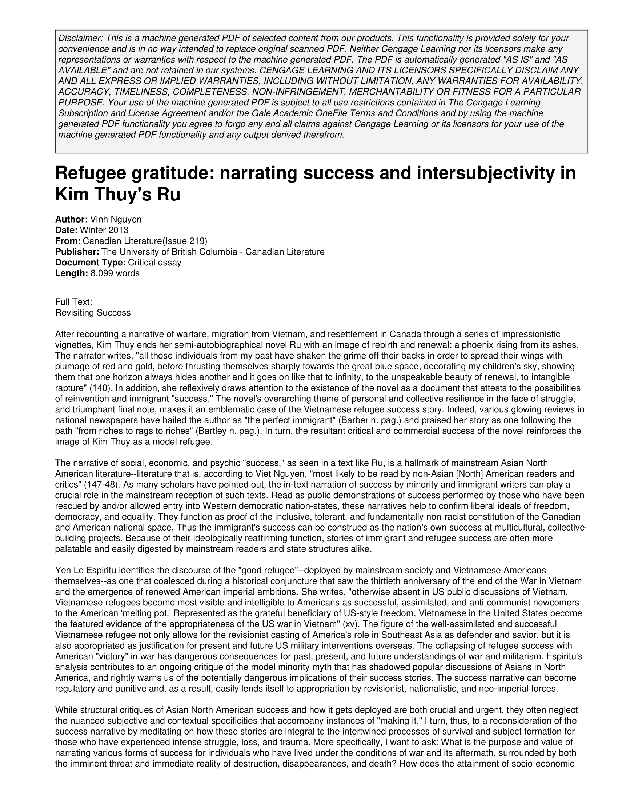 Disclaimer: This is a machine generated PDF of selected content from our products. This functionality is provided solely for your
convenience and is in no way intended to replace original scanned PDF. Neither Cengage Learning nor its licensors make any
representations or warranties with respect to the machine generated PDF. The PDF is automatically generated "AS IS" and "AS
AVAILABLE" and are not retained in our systems. CENGAGE LEARNING AND ITS LICENSORS SPECIFICALLY DISCLAIM ANY
AND ALL EXPRESS OR IMPLIED WARRANTIES, INCLUDING WITHOUT LIMITATION, ANY WARRANTIES FOR AVAILABILITY,
ACCURACY, TIMELINESS, COMPLETENESS, NON-INFRINGEMENT, MERCHANTABILITY OR FITNESS FOR A PARTICULAR
PURPOSE. Your use of the machine generated PDF is subject to all use restrictions contained in The Cengage Learning
Subscription and License Agreement and/or the Gale Academic OneFile Terms and Conditions and by using the machine
generated PDF functionality you agree to forgo any and all claims against Cengage Learning or its licensors for your use of the
machine generated PDF functionality and any output derived therefrom.
Refugee gratitude: narrating success and intersubjectivity in
Kim Thuy's Ru
Author: Vinh Nguyen
Date: Winter 2013
From: Canadian Literature(Issue 219)
Publisher: The University of British Columbia - Canadian Literature
Document Type: Critical essay
Length: 8,099 words
Full Text:
Revisiting Success
After recounting a narrative of warfare, migration from Vietnam, and resettlement in Canada through a series of impressionistic
vignettes, Kim Thuy ends her semi-autobiographical novel Ru with an image of rebirth and renewal: a phoenix rising from its ashes.
The narrator writes, "all those individuals from my past have shaken the grime off their backs in order to spread their wings with
plumage of red and gold, before thrusting themselves sharply towards the great blue space, decorating my children's sky, showing
them that one horizon always hides another and it goes on like that to infinity, to the unspeakable beauty of renewal, to intangible
rapture" (140). In addition, she reflexively draws attention to the existence of the novel as a document that attests to the possibilities
of reinvention and immigrant "success." The novel's overarching theme of personal and collective resilience in the face of struggle,
and triumphant final note, makes it an emblematic case of the Vietnamese refugee success story. Indeed, various glowing reviews in
national newspapers have hailed the author as "the perfect immigrant" (Barber n. pag.) and praised her story as one following the
path "from riches to rags to riches" (Bartley n. pag.). In turn, the resultant critical and commercial success of the novel reinforces the
image of Kim Thuy as a model refugee.
The narrative of social, economic, and psychic "success," as seen in a text like Ru, is a hallmark of mainstream Asian North
American literature--literature that is, according to Viet Nguyen, "most likely to be read by non-Asian [North] American readers and
critics" (147-48). As many scholars have pointed out, the in-text narration of success by minority and immigrant writers can play a
crucial role in the mainstream reception of such texts. Read as public demonstrations of success performed by those who have been
rescued by and/or allowed entry into Western democratic nation-states, these narratives help to confirm liberal ideals of freedom,
democracy, and equality. They function as proof of the inclusive, tolerant, and fundamentally non-racist constitution of the Canadian
and American national space. Thus the immigrant's success can be construed as the nation's own success at multicultural, collective-
building projects. Because of their ideologically reaffirming function, stories of immigrant and refugee success are often more
palatable and easily digested by mainstream readers and state structures alike.
Yen Le Espiritu identifies the discourse of the "good refugee"--deployed by mainstream society and Vietnamese Americans
themselves--as one that coalesced during a historical conjuncture that saw the thirtieth anniversary of the end of the War in Vietnam
and the emergence of renewed American imperial ambitions. She writes, "otherwise absent in US public discussions of Vietnam,
Vietnamese refugees become most visible and intelligible to Americans as successful, assimilated, and anti-communist newcomers
to the American 'melting pot.' Represented as the grateful beneficiary of US-style freedom, Vietnamese in the United States become
the featured evidence of the appropriateness of the US war in Vietnam" (xv). The figure of the well-assimilated and successful
Vietnamese refugee not only allows for the revisionist casting of America's role in Southeast Asia as defender and savior, but it is
also appropriated as justification for present and future US military interventions overseas. The collapsing of refugee success with
American "victory" in war has dangerous consequences for past, present, and future understandings of war and militarism. Espiritu's
analysis contributes to an ongoing critique of the model minority myth that has shadowed popular discussions of Asians in North
America, and rightly warns us of the potentially dangerous implications of their success stories. The success narrative can become
regulatory and punitive and, as a result, easily lends itself to appropriation by revisionist, nationalistic, and neo-imperial forces.
While structural critiques of Asian North American success and how it gets deployed are both crucial and urgent, they often neglect
the nuanced subjective and contextual specificities that accompany instances of "making it." I turn, thus, to a reconsideration of the
success narrative by meditating on how these stories are integral to the intertwined processes of survival and subject formation for
those who have experienced intense struggle, loss, and trauma. More specifically, I want to ask: What is the purpose and value of
narrating various forms of success for individuals who have lived under the conditions of war and its aftermath, surrounded by both
the imminent threat and immediate reality of destruction, disappearances, and death? How does the attainment of socio-economic